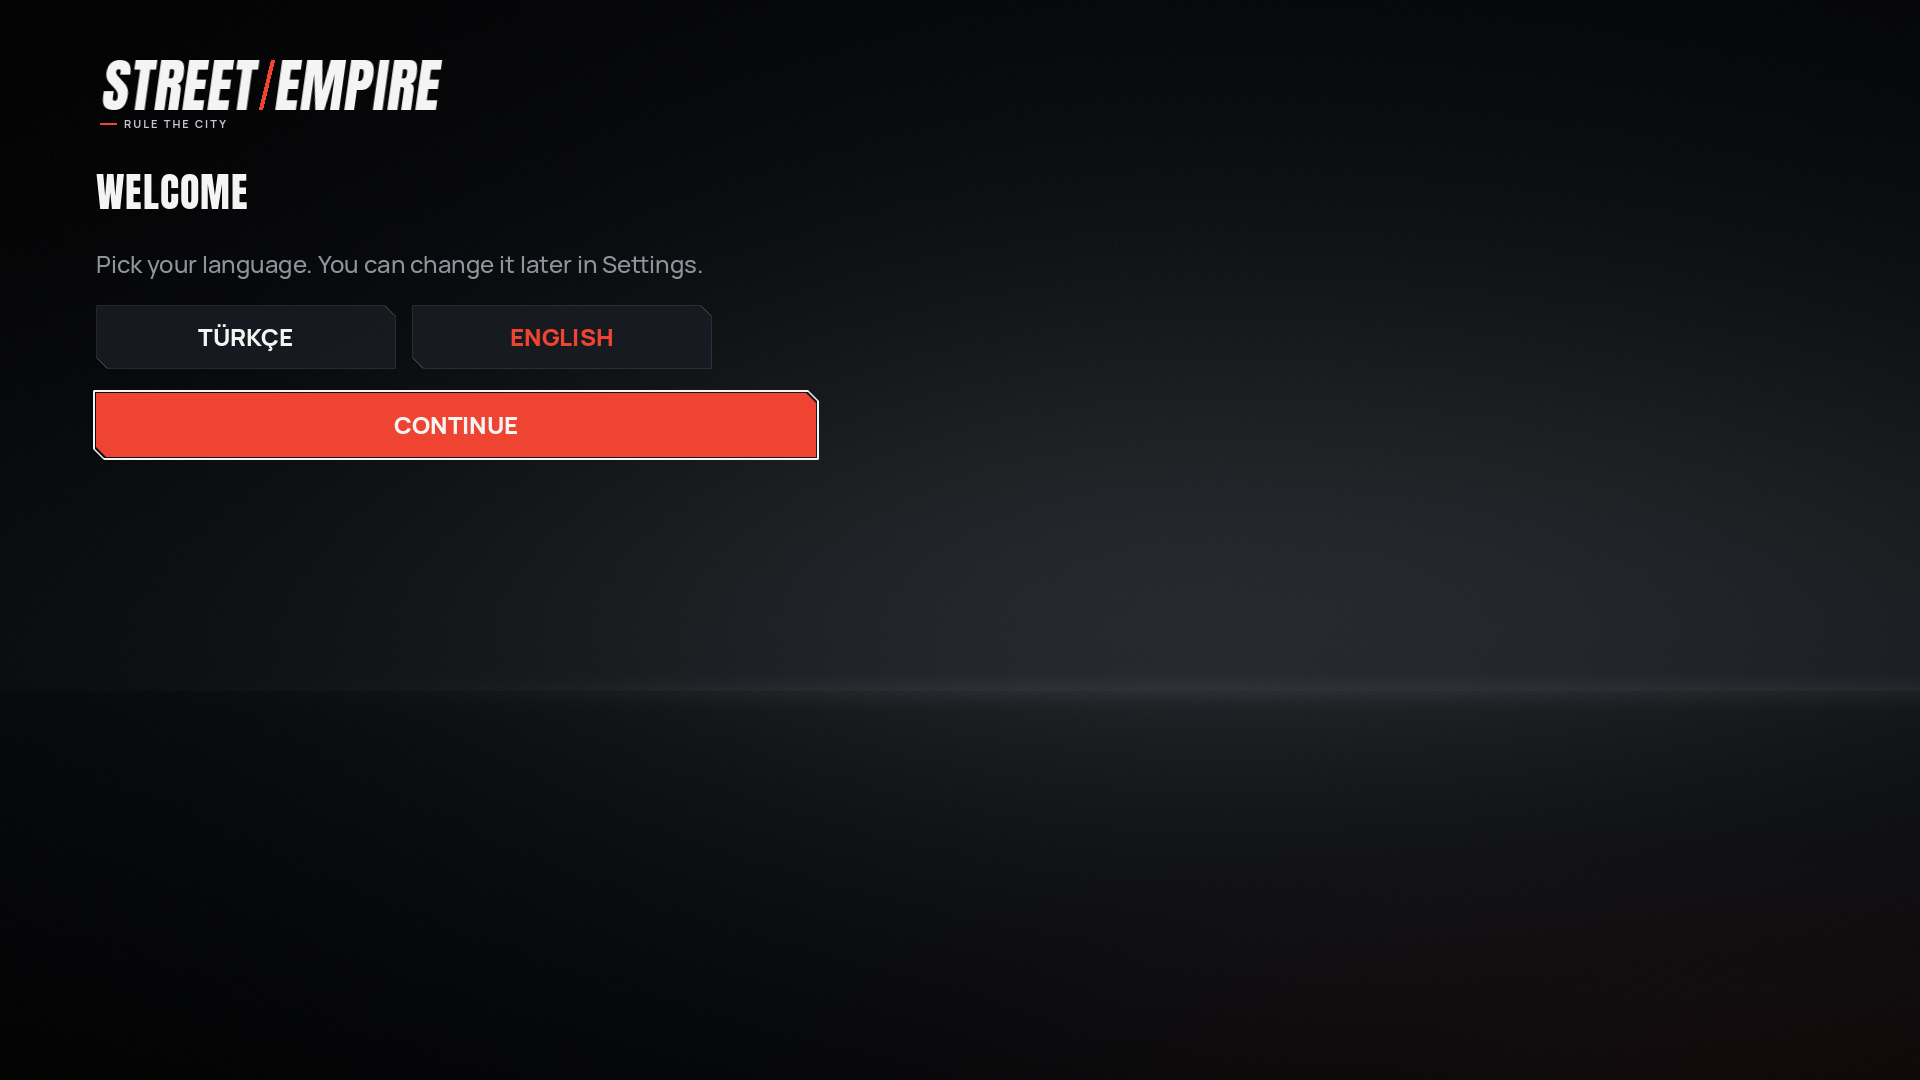 STREET/EMPIRE
RULE THE CITY
WELCOME
Pick your language. You can change it later in Settings.
TÜRKÇE
ENGLISH
CONTINUE